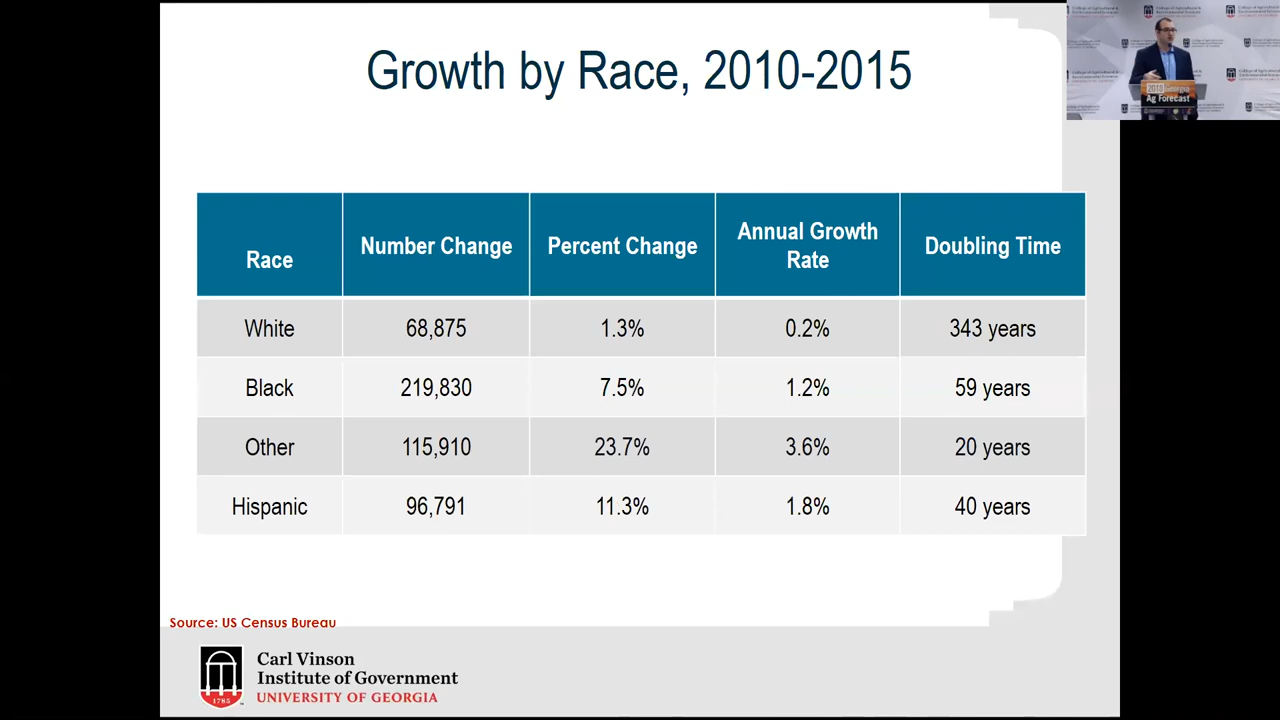 Growth by Race, 2010-2015
Race
Number Change
Percent Change
Annual Growth
Rate
Doubling Time
White
68,875
1.3%
0.2%
343 years
Black
219,830
7.5%
1.2%
59 years
Other
115,910
23.7%
3.6%
20 years
Hispanic
96,791
11.3%
1.8%
40 years
Source: US Census Bureau
1785
Carl Vinson
Institute of Government
UNIVERSITY OF GEORGIA
Ag Forecast